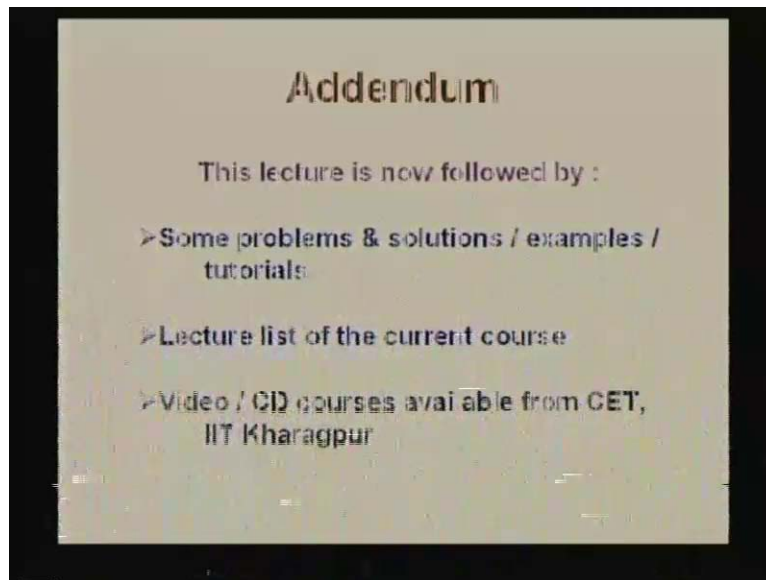 Addendum
This lecture is now followed by :
➢Some problems & solutions / examples /
tutorials
➢Lecture list of the current course
➢Video / CD courses available from CET,
IIT Kharagpur